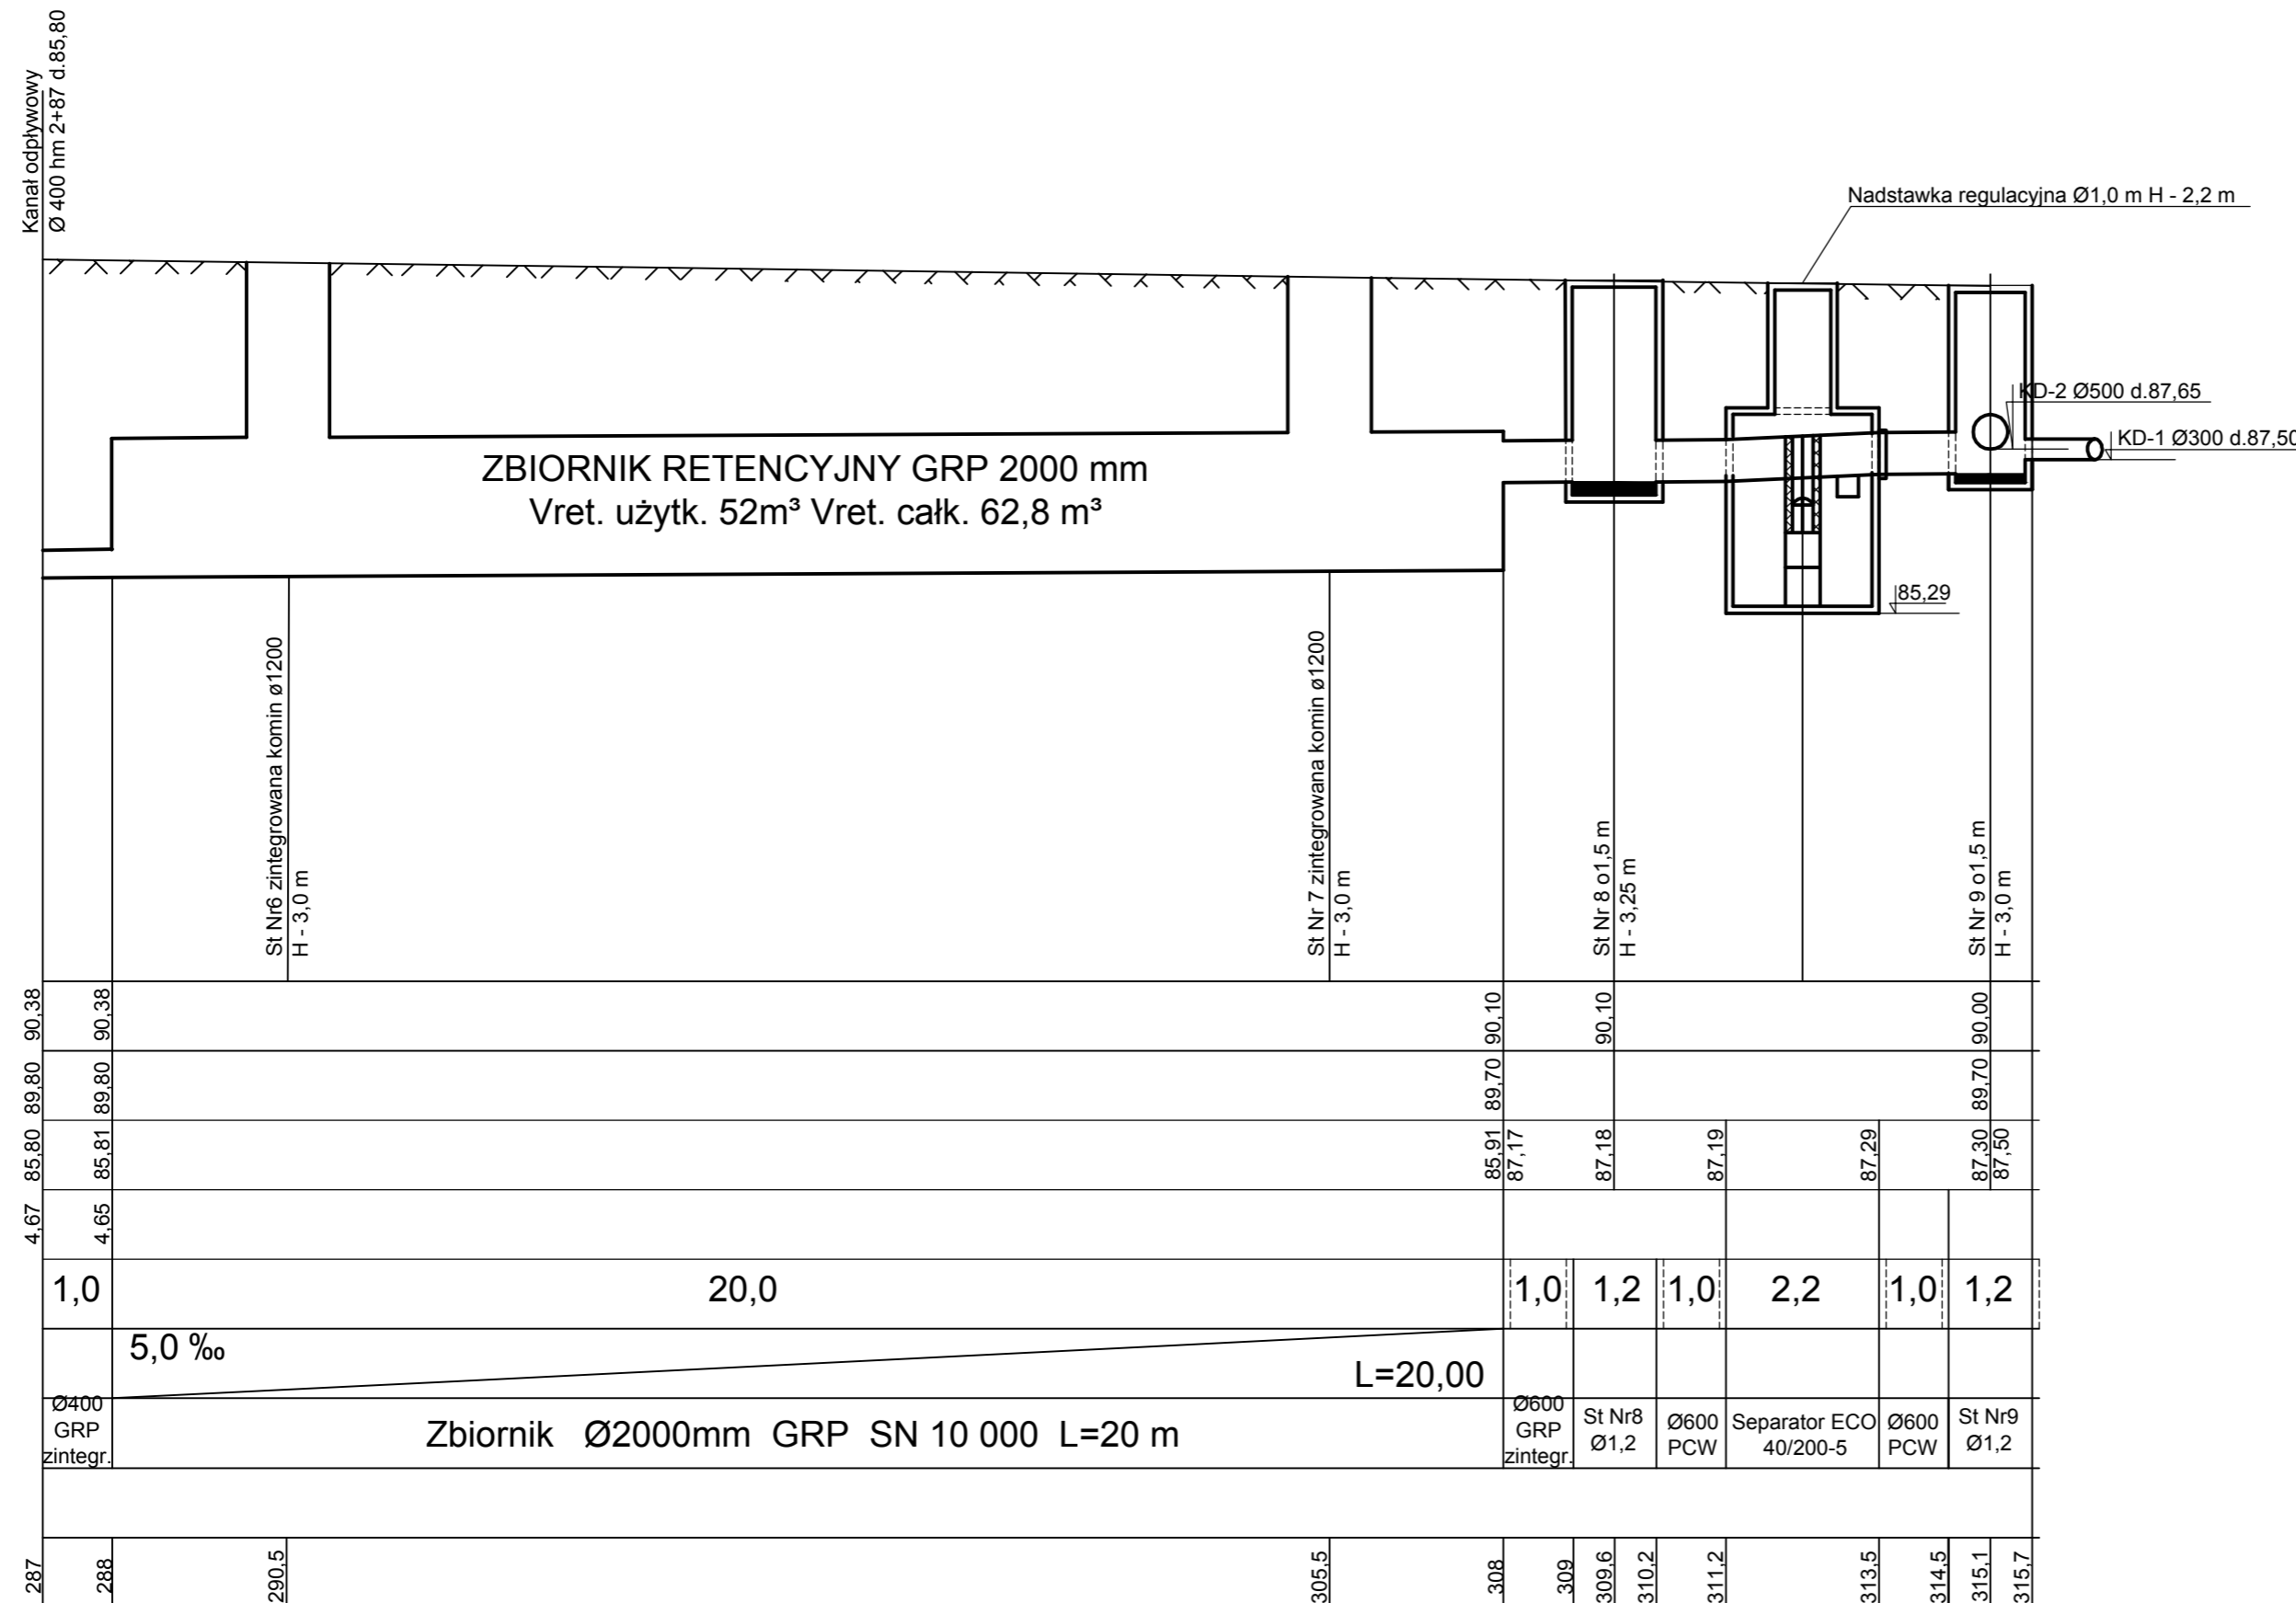 Kanał odpływowy
Ø 400 hm 2+87 d.85,80
Nadstawka regulacyjna Ø1,0 m H - 2,2 m
KD-2 Ø500 d.87,65
KD-1 Ø300 d.87,50
ZBIORNIK RETENCYJNY GRP 2000 mm
Vret. użytk. 52m³ Vret. całk. 62,8 m³
85,29
St Nr6 zintegrowana komin ø1200
H - 3,0 m
St Nr 7 zintegrowana komin ø1200
H - 3,0 m
St Nr 8 o1,5 m
H - 3,25 m
St Nr 9 o1,5 m
H - 3,0 m
90,38 90,38 90,10 90,10 90,00
89,80 89,80 89,70 89,70
85,80 85,81 85,91 87,17 87,18 87,19 87,29 87,30 87,50
4,67 4,65
1,0 20,0 1,0 1,2 1,0 2,2 1,0 1,2
5,0 ‰
L=20,00
Ø400
GRP
zintegr.
Zbiornik Ø2000mm GRP SN 10 000 L=20 m
Ø600
GRP
zintegr.
St Nr8
Ø1,2
Ø600
PCW
Separator ECO
40/200-5
Ø600
PCW
St Nr9
Ø1,2
287 288 290,5 305,5 308 309 309,6 310,2 311,2 313,5 314,5 315,1 315,7